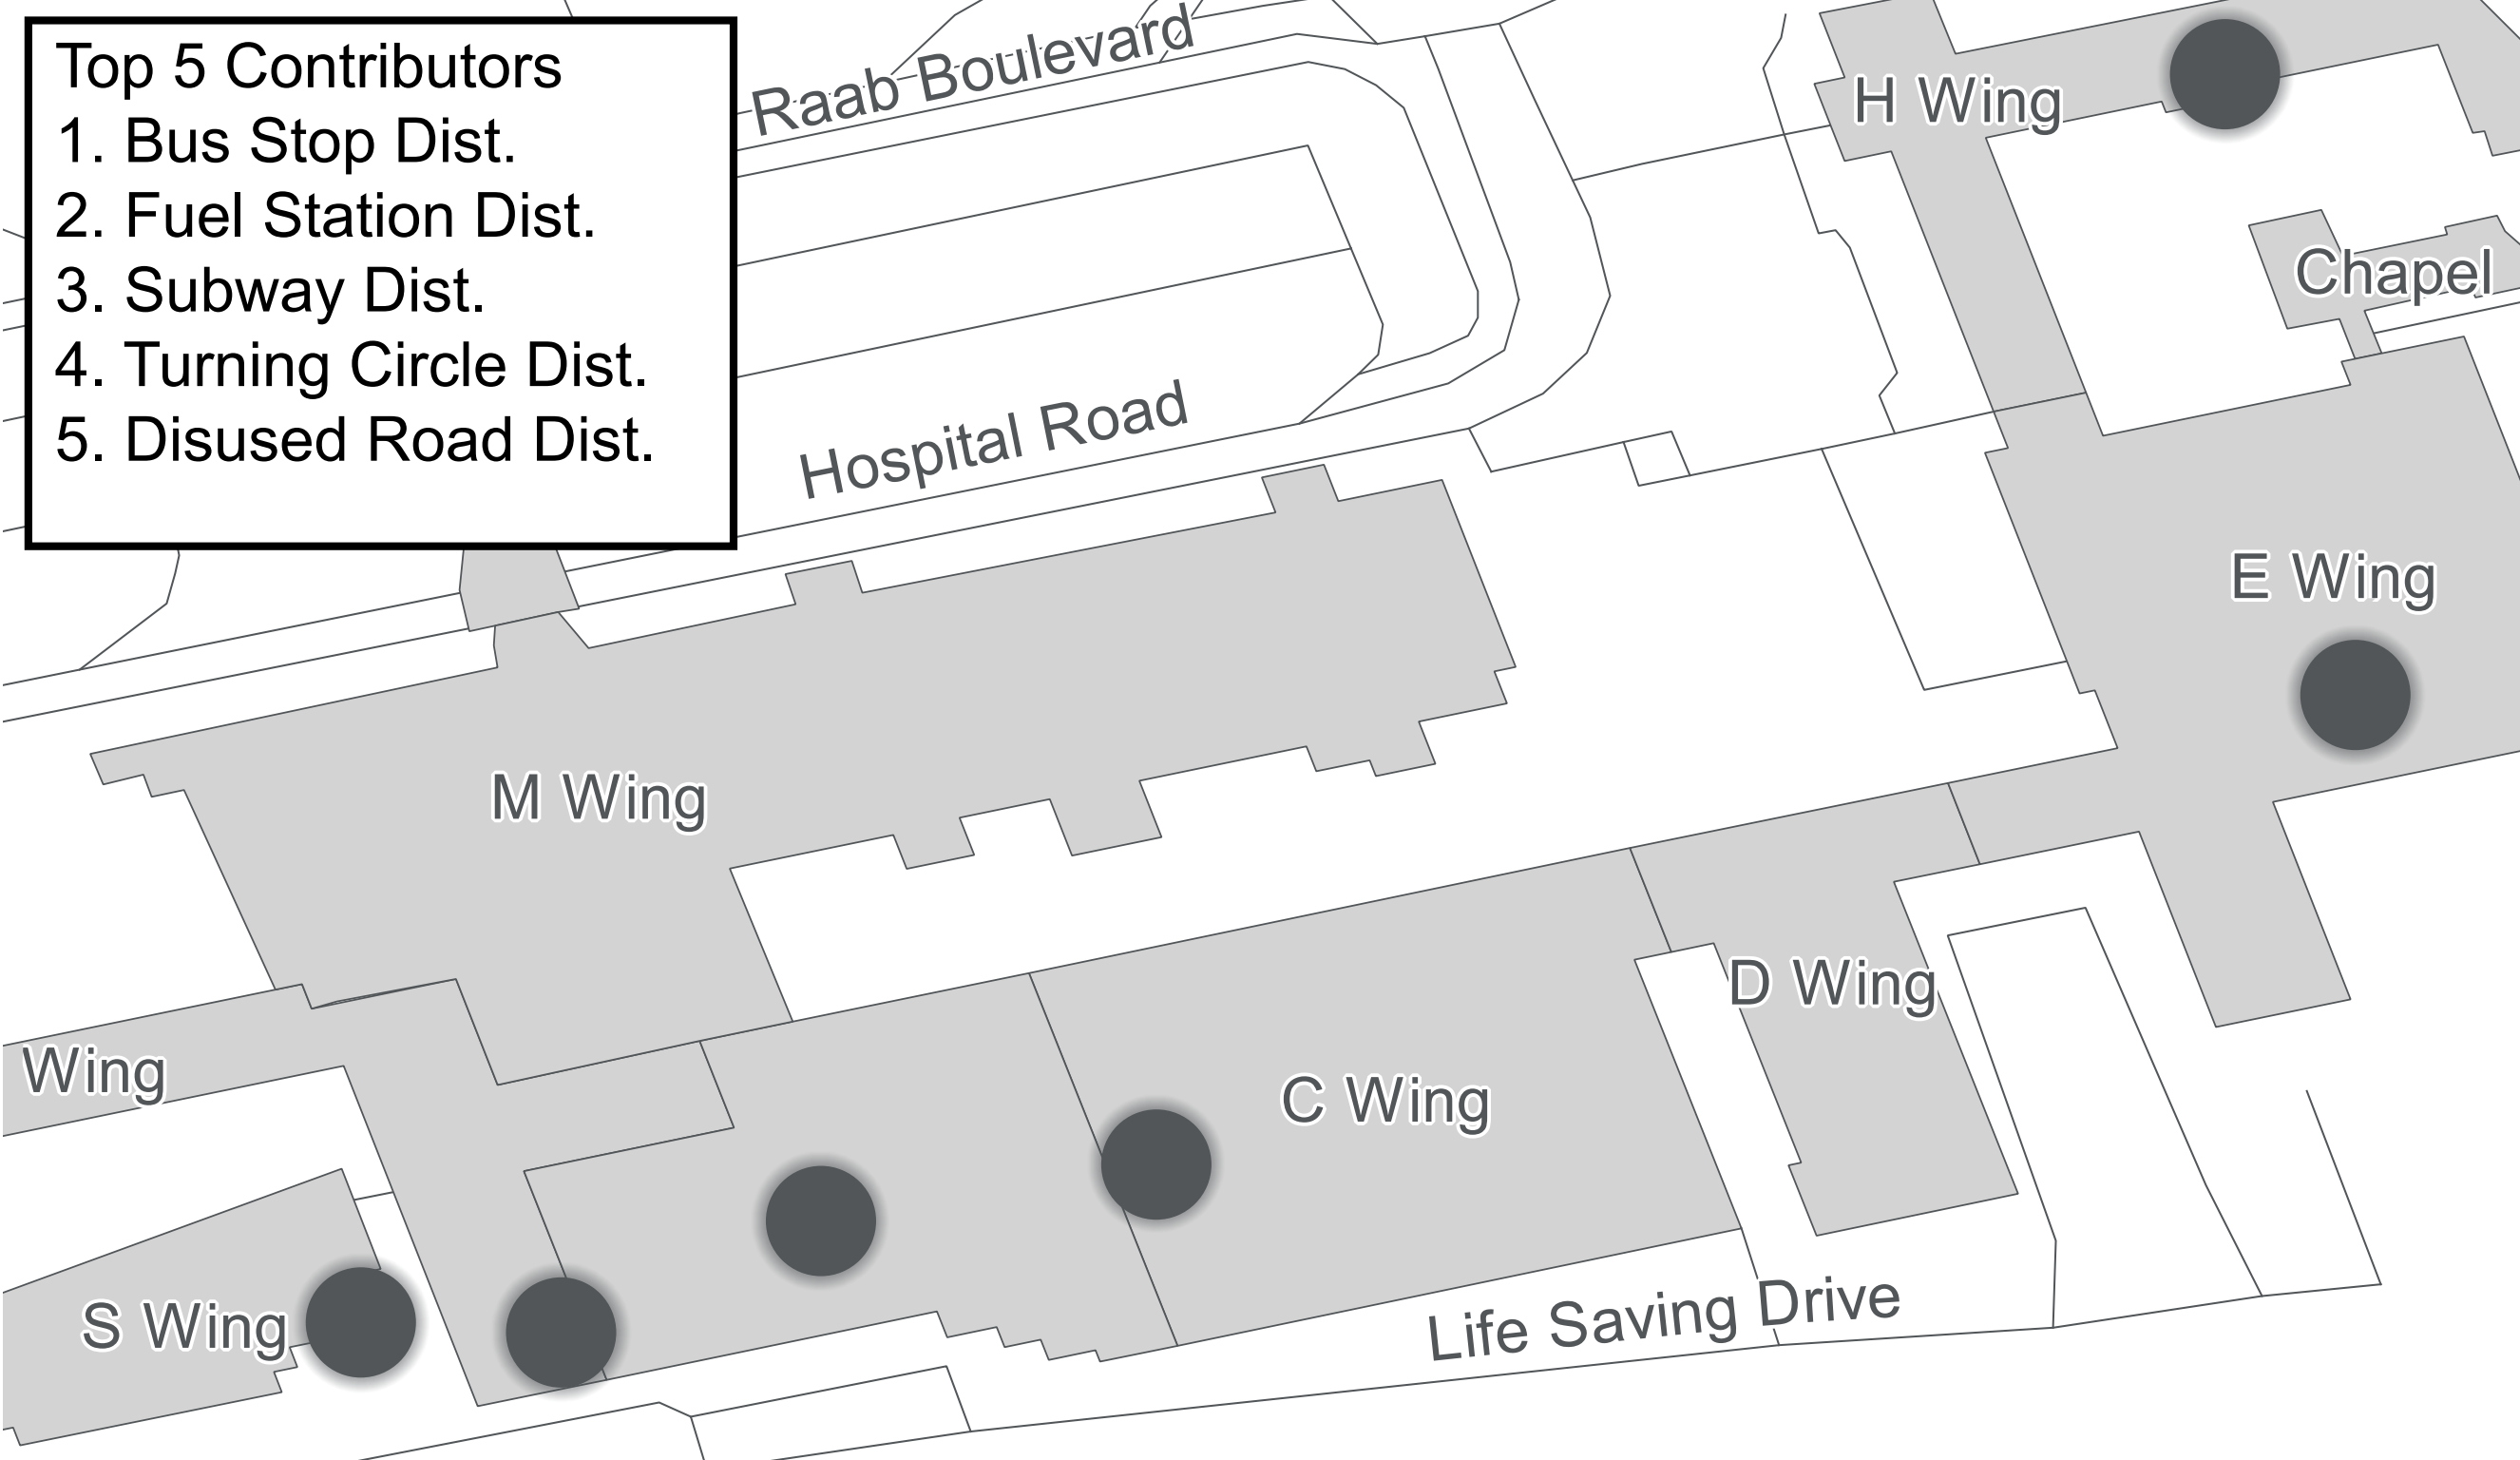 Top 5 Contributors
1. Bus Stop Dist.
2. Fuel Station Dist.
3. Subway Dist.
4. Turning Circle Dist.
5. Disused Road Dist.
Raab Boulevard
H Wing
Chapel
Hospital Road
E Wing
M Wing
D Wing
Wing
C Wing
S Wing
Life Saving Drive